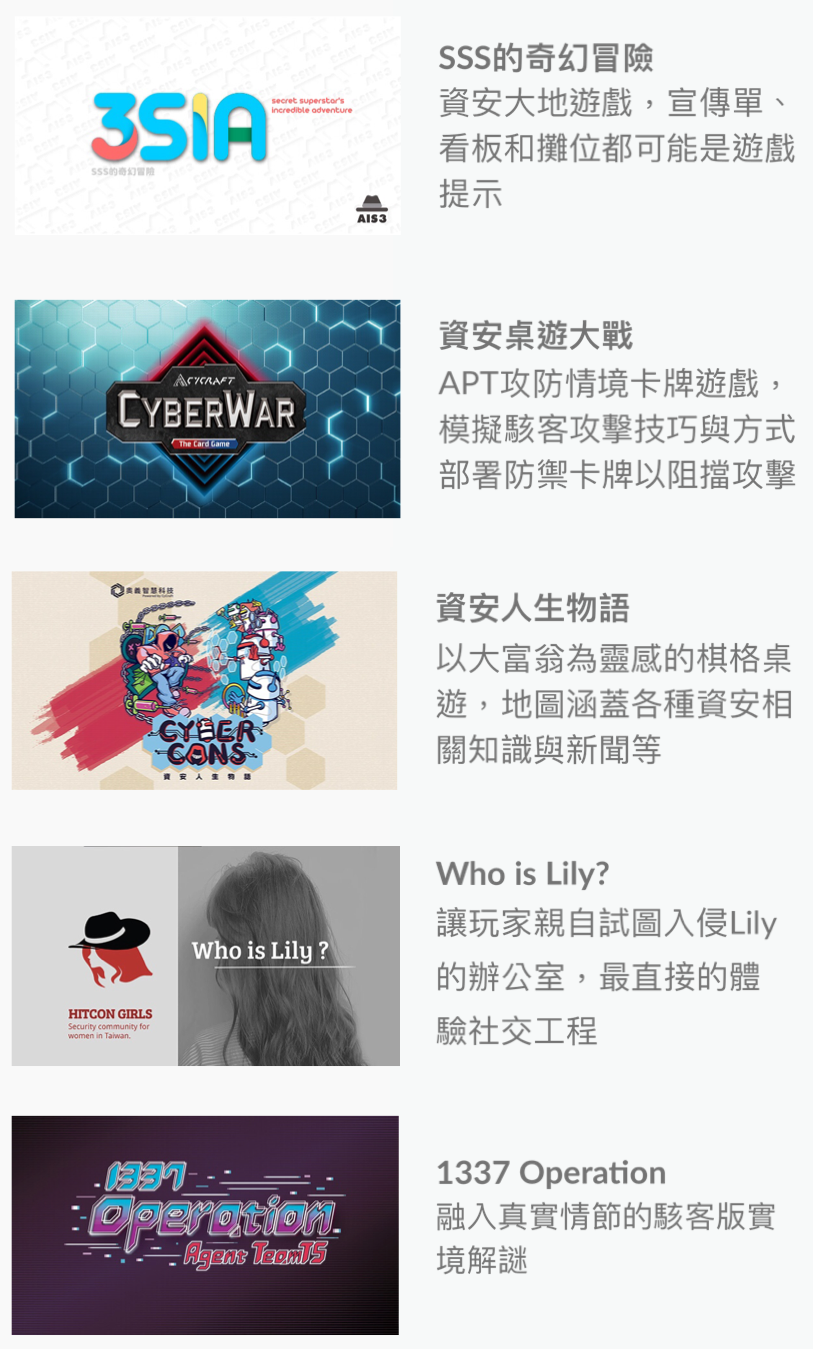 3SIA
secret superstar's
incredible adventure
SSS的奇幻冒險
AIS3
SSS的奇幻冒險
資安大地遊戲，宣傳單、
看板和攤位都可能是遊戲
提示
CYCRAFT
CYBERWAR
The Card Game
資安桌遊大戰
APT攻防情境卡牌遊戲，
模擬駭客攻擊技巧與方式
部署防禦卡牌以阻擋攻擊
奧義智慧科技
Powered by CyCraft
CYBER
CANS
資安人生物語
資安人生物語
以大富翁為靈感的棋格桌
遊，地圖涵蓋各種資安相
關知識與新聞等
HITCON GIRLS
Security community for
women in Taiwan.
Who is Lily ?
Who is Lily?
讓玩家親自試圖入侵Lily
的辦公室，最直接的體
驗社交工程
1337
Operation
Agent TeamT5
1337 Operation
融入真實情節的駭客版實
境解謎